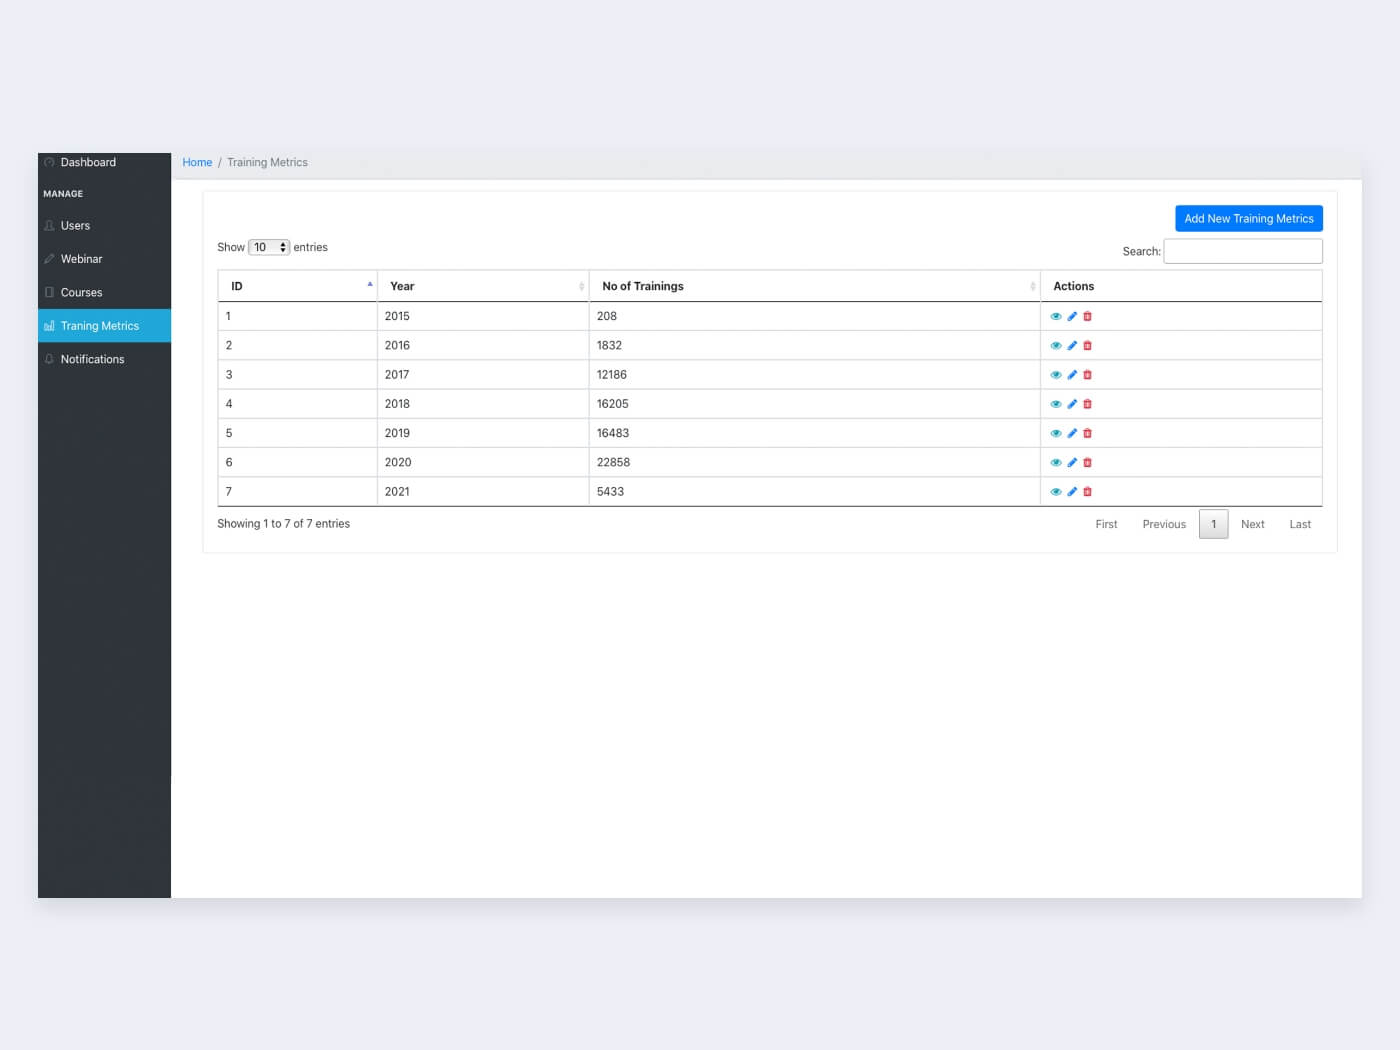 Dashboard
Home / Training Metrics
MANAGE
Users
Webinar
Courses
Traning Metrics
Notifications
Add New Training Metrics
Show 10 entries
Search:
ID Year No of Trainings Actions
1 2015 208
2 2016 1832
3 2017 12186
4 2018 16205
5 2019 16483
6 2020 22858
7 2021 5433
Showing 1 to 7 of 7 entries
First Previous 1 Next Last